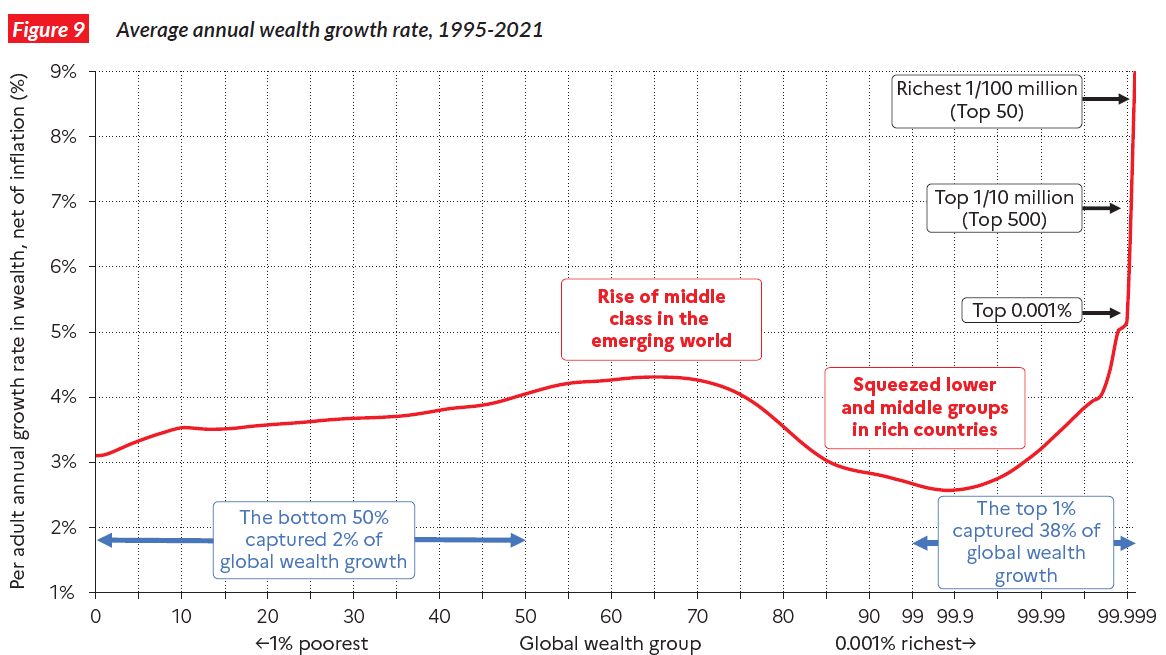 Figure 9 Average annual wealth growth rate, 1995-2021
Per adult annual growth rate in wealth, net of inflation (%)
9%
8%
7%
6%
5%
4%
3%
2%
1%
Richest 1/100 million
(Top 50)
Top 1/10 million
(Top 500)
Top 0.001%
Rise of middle
class in the
emerging world
Squeezed lower
and middle groups
in rich countries
The bottom 50%
captured 2% of
global wealth growth
The top 1%
captured 38% of
global wealth
growth
0 10 20 30 40 50 60 70 80 90 99 99.9 99.99 99.999
←1% poorest Global wealth group 0.001% richest→